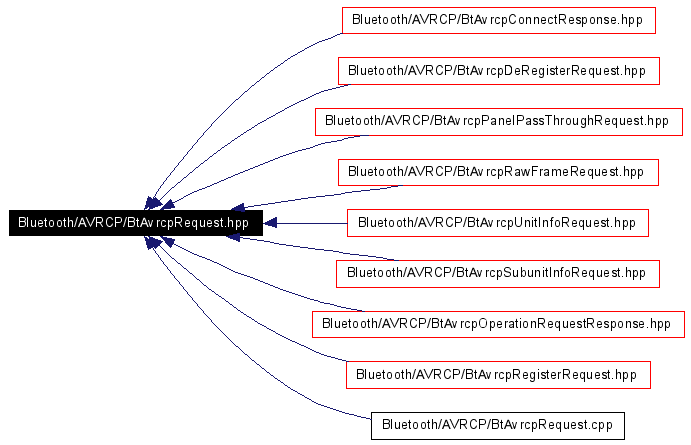 Bluetooth/AVRCP/BtAvrcpConnectResponse.hpp
Bluetooth/AVRCP/BtAvrcpDeRegisterRequest.hpp
Bluetooth/AVRCP/BtAvrcpPanelPassThroughRequest.hpp
Bluetooth/AVRCP/BtAvrcpRawFrameRequest.hpp
Bluetooth/AVRCP/BtAvrcpRequest.hpp
Bluetooth/AVRCP/BtAvrcpUnitInfoRequest.hpp
Bluetooth/AVRCP/BtAvrcpSubunitInfoRequest.hpp
Bluetooth/AVRCP/BtAvrcpOperationRequestResponse.hpp
Bluetooth/AVRCP/BtAvrcpRegisterRequest.hpp
Bluetooth/AVRCP/BtAvrcpRequest.cpp